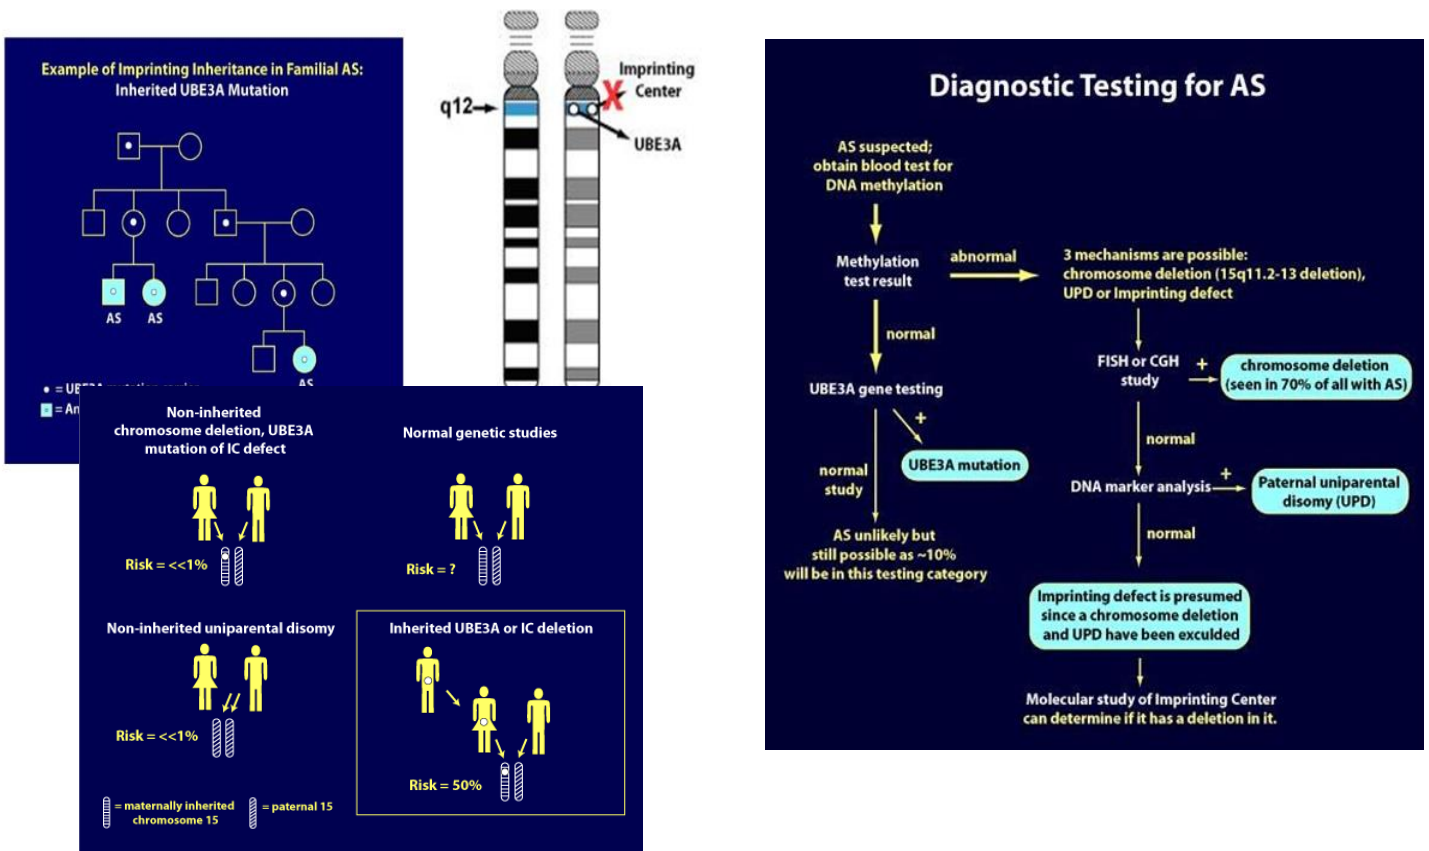 Example of Imprinting Inheritance in Familial AS:
Inherited UBE3A Mutation
AS
AS
AS
• = UBE3A mutation carrier
= An
q12
Imprinting
Center
X
UBE3A
Non-inherited
chromosome deletion, UBE3A
mutation of IC defect
Risk = <<1%
Normal genetic studies
Risk = ?
Non-inherited uniparental disomy
Risk = <<1%
Inherited UBE3A or IC deletion
Risk = 50%
= maternally inherited
chromosome 15
= paternal 15
Diagnostic Testing for AS
AS suspected;
obtain blood test for
DNA methylation
Methylation
test result
abnormal
3 mechanisms are possible:
chromosome deletion (15q11.2-13 deletion),
UPD or Imprinting defect
normal
UBE3A gene testing
+
UBE3A mutation
normal
study
AS unlikely but
still possible as ~10%
will be in this testing category
FISH or CGH
study
+
chromosome deletion
(seen in 70% of all with AS)
normal
DNA marker analysis
+
Paternal uniparental
disomy (UPD)
normal
Imprinting defect is presumed
since a chromosome deletion
and UPD have been exculded
Molecular study of Imprinting Center
can determine if it has a deletion in it.